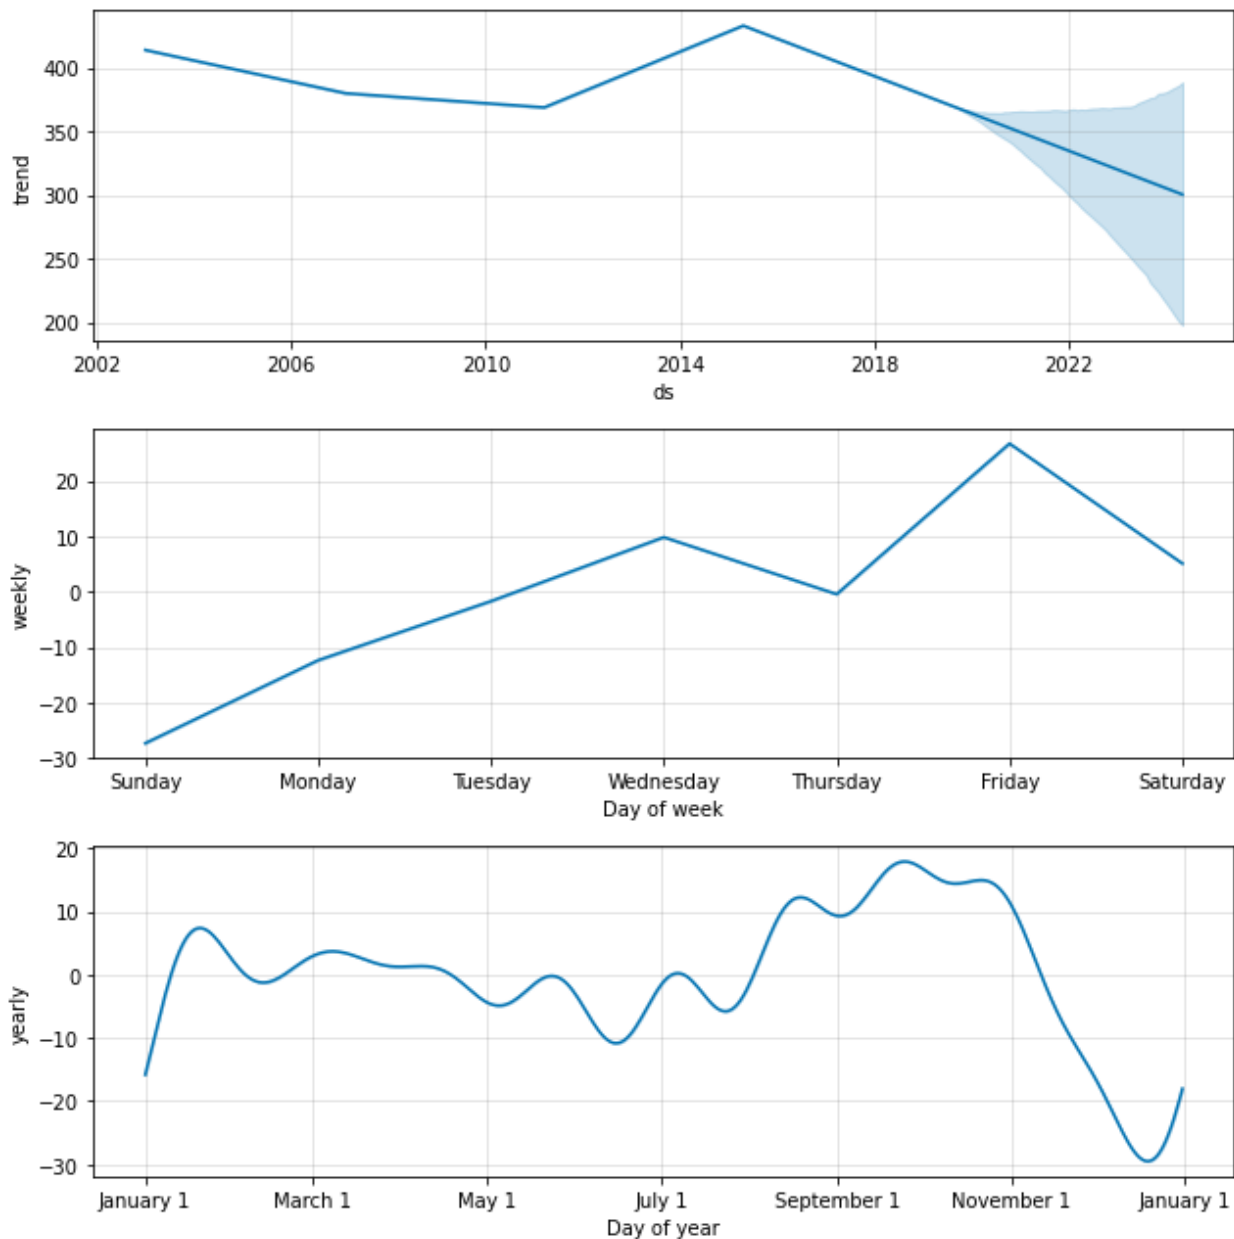 400
350
300
250
200
trend
2002 2006 2010 2014 2018 2022
ds
20
10
0
−10
−20
−30
weekly
Sunday Monday Tuesday Wednesday Thursday Friday Saturday
Day of week
20
10
0
−10
−20
−30
yearly
January 1 March 1 May 1 July 1 September 1 November 1 January 1
Day of year